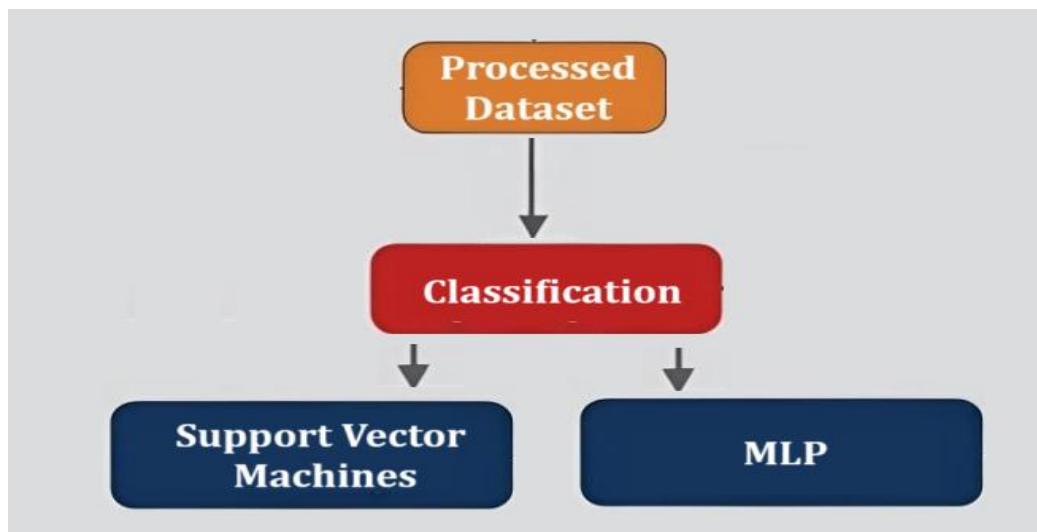 Processed
Dataset
Classification
Support Vector
Machines
MLP